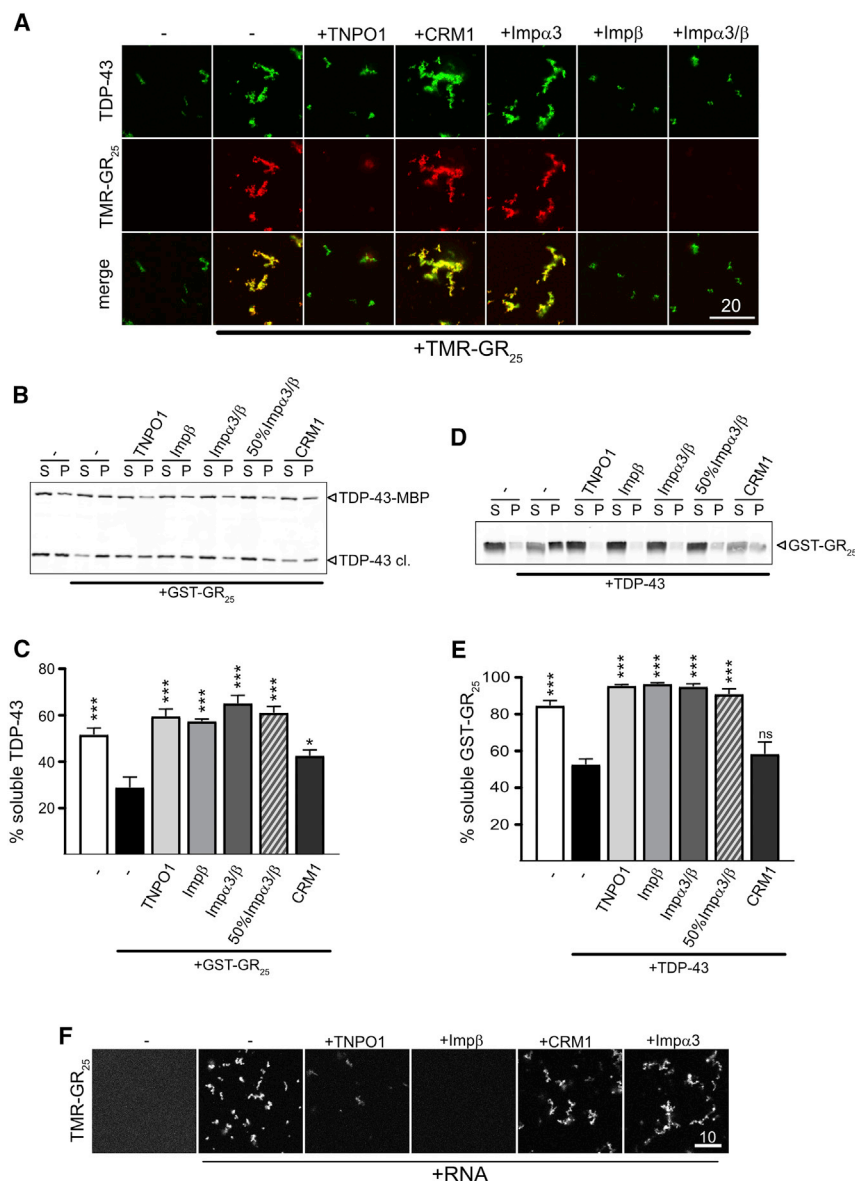 A
- - +TNPO1 +CRM1 +Impα3 +Impβ +Impα3/β
TDP-43
TMR-GR25
merge
20
+TMR-GR25
B
- - TNPO1 Impβ Impα3/β 50%Impα3/β CRM1
S P S P S P S P S P S P S P
TDP-43-MBP
TDP-43 cl.
+GST-GR25
D
- - TNPO1 Impβ Impα3/β 50%Impα3/β CRM1
S P S P S P S P S P S P S P
GST-GR25
+TDP-43
C
% soluble TDP-43
80
60
40
20
*** *** *** *** *** *
- - TNPO1 Impβ Impα3/β 50%Impα3/β CRM1
+GST-GR25
E
% soluble GST-GR25
100
80
60
40
20
*** *** *** *** *** ns
- - TNPO1 Impβ Impα3/β 50%Impα3/β CRM1
+TDP-43
F
- - +TNPO1 +Impβ +CRM1 +Impα3
TMR-GR25
10
+RNA